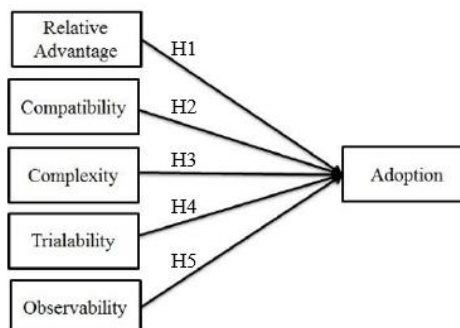 Relative
Advantage
H1
Compatibility
H2
Complexity
H3
Adoption
Trialability
H4
Observability
H5